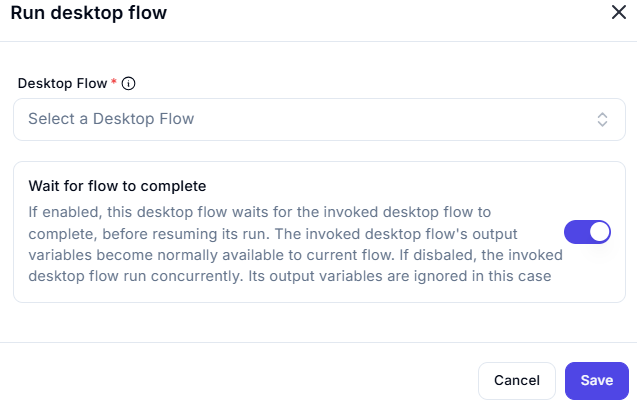 Run desktop flow
Desktop Flow *
Select a Desktop Flow
Wait for flow to complete
If enabled, this desktop flow waits for the invoked desktop flow to
complete, before resuming its run. The invoked desktop flow's output
variables become normally available to current flow. If disbaled, the invoked
desktop flow run concurrently. Its output variables are ignored in this case
Cancel
Save